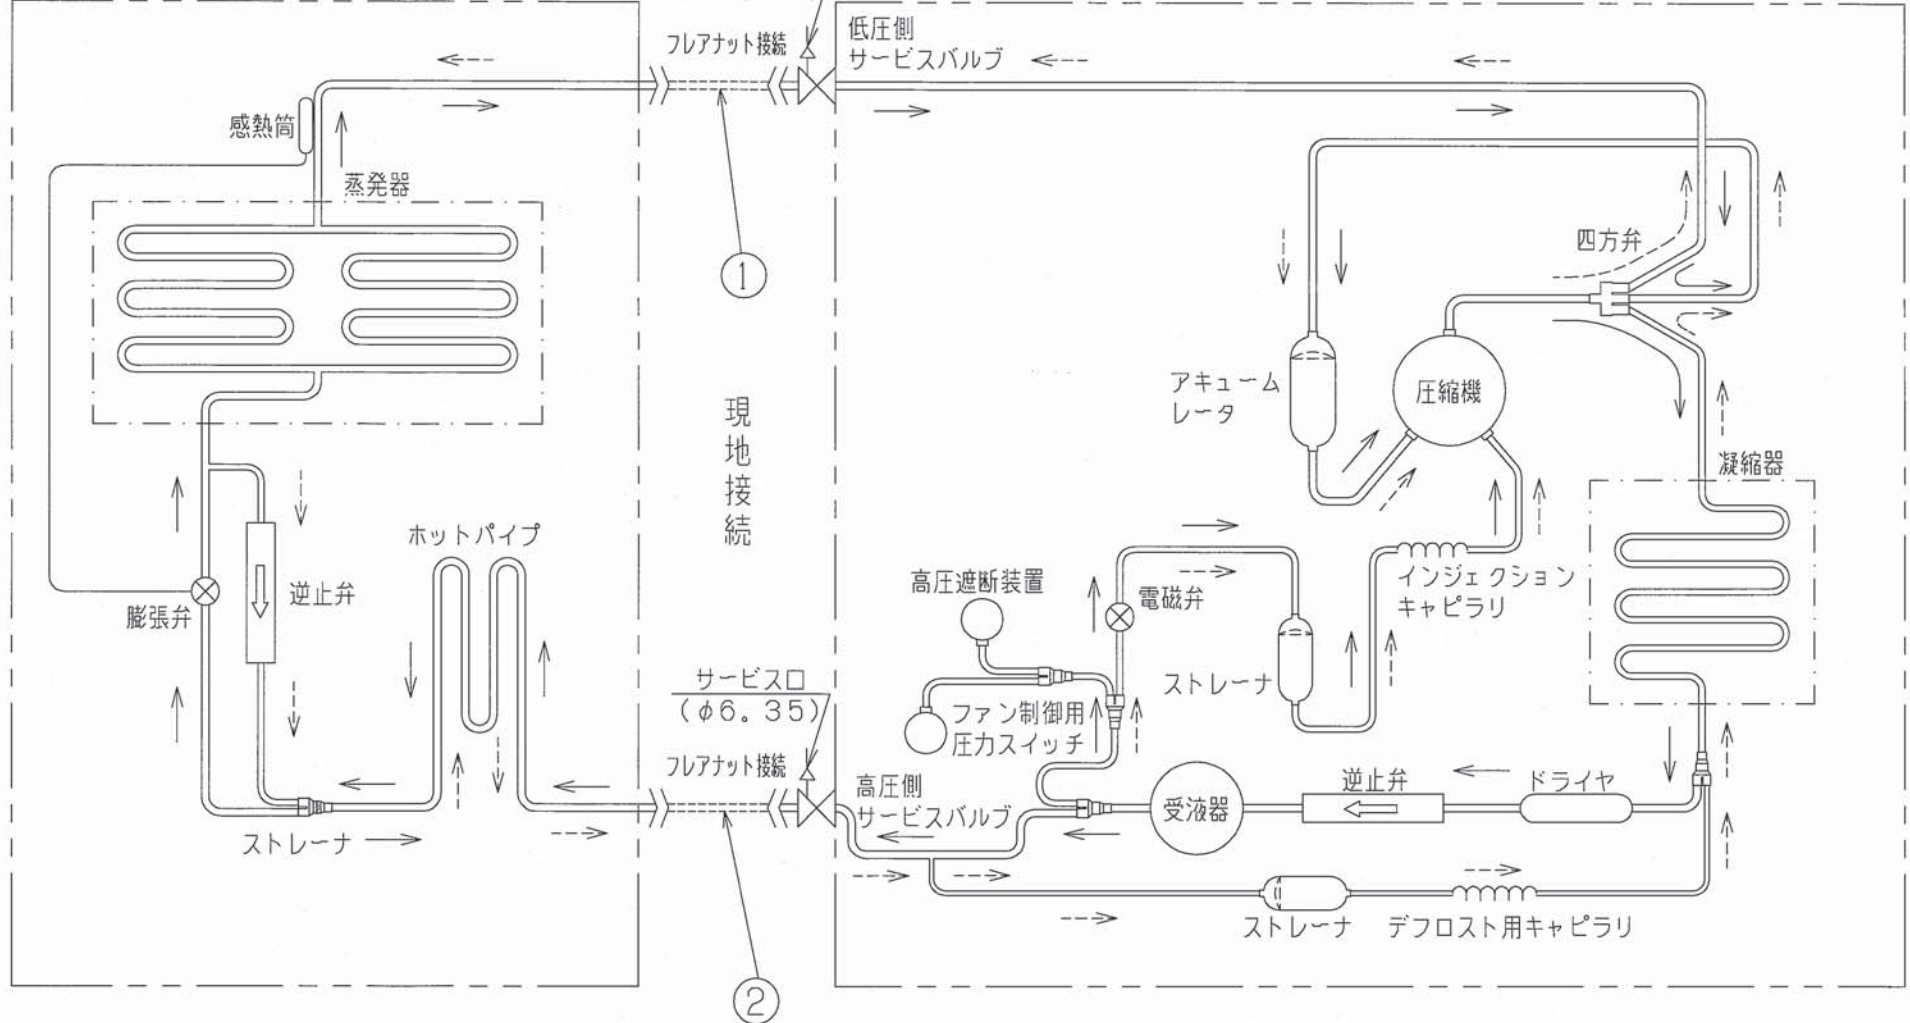 フレアナット接続
低圧側
サービスバルブ
感熱筒
蒸発器
①
四方弁
アキューム
レータ
圧縮機
現地接続
凝縮器
ホットパイプ
高圧遮断装置
インジェクション
キャピラリ
電磁弁
逆止弁
膨張弁
サービス口
(φ6.35)
ストレーナ
ファン制御用
圧力スイッチ
フレアナット接続
高圧側
サービスバルブ
受液器
逆止弁
ドライヤ
ストレーナ
ストレーナ
デフロスト用キャピラリ
②